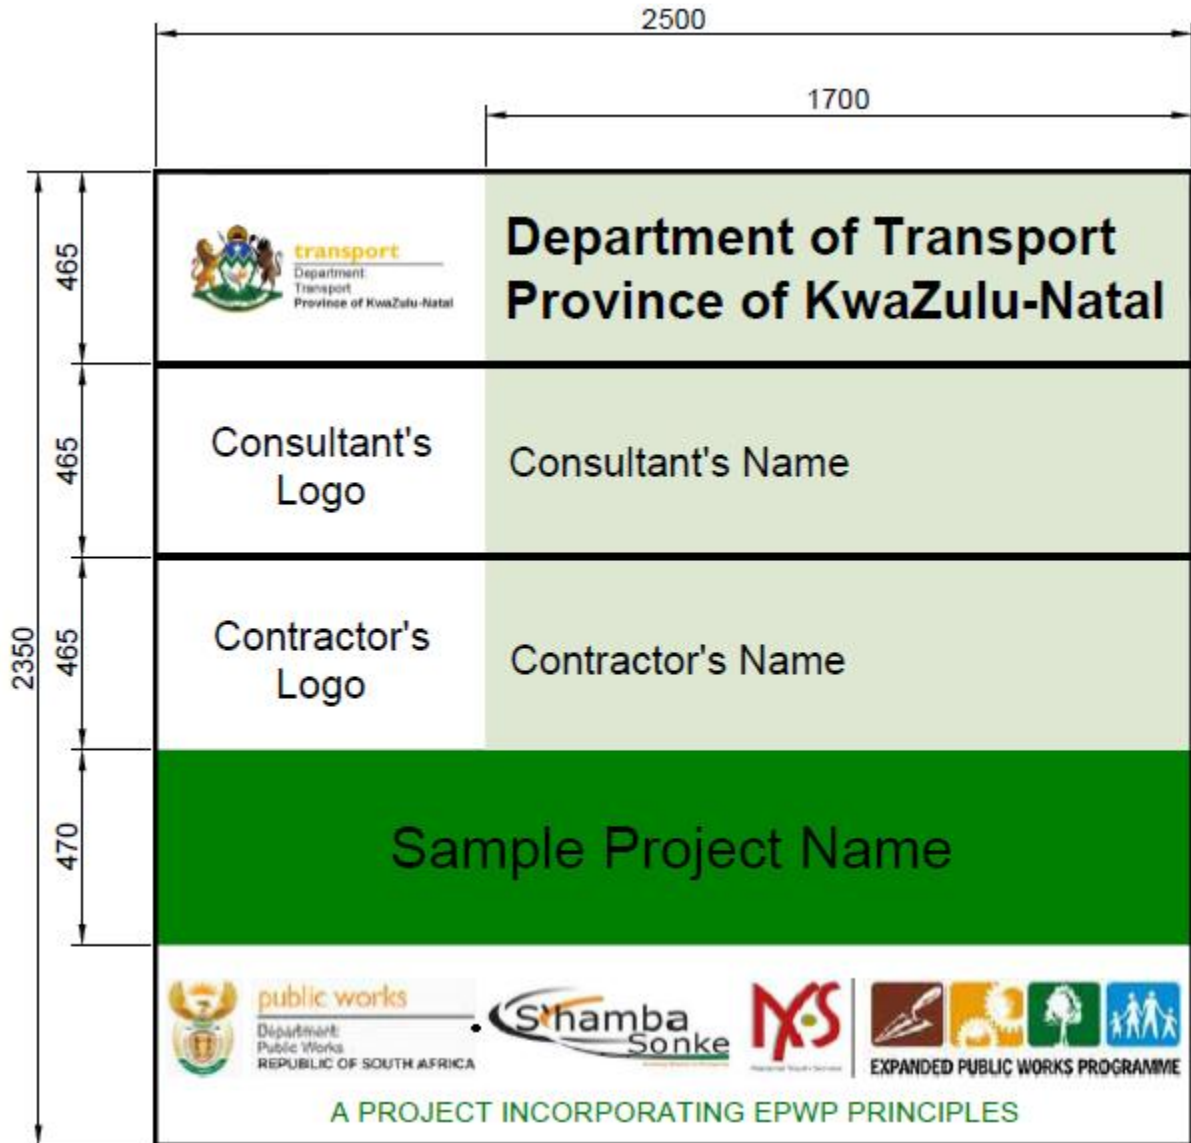 2500
1700
465
transport
Department:
Transport
Province of KwaZulu-Natal
Department of Transport
Province of KwaZulu-Natal
465
Consultant's
Logo
Consultant's Name
2350
465
Contractor's
Logo
Contractor's Name
470
Sample Project Name
public works
Department:
Public Works
REPUBLIC OF SOUTH AFRICA
S'hamba
Sonke
NYS
EXPANDED PUBLIC WORKS PROGRAMME
A PROJECT INCORPORATING EPWP PRINCIPLES